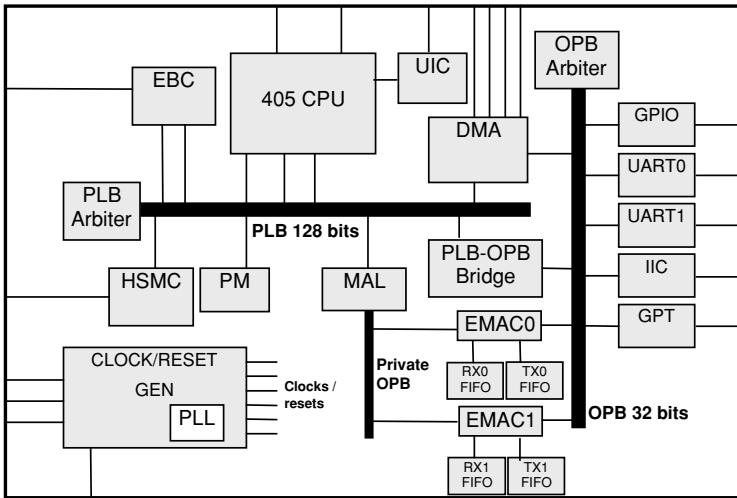 OPB
Arbiter
UIC
EBC
405 CPU
DMA
GPIO
UART0
PLB
Arbiter
UART1
PLB 128 bits
PLB-OPB
Bridge
IIC
HSMC
PM
MAL
GPT
EMAC0
CLOCK/RESET
GEN
PLL
Clocks /
resets
Private
OPB
RX0
FIFO
TX0
FIFO
EMAC1
OPB 32 bits
RX1
FIFO
TX1
FIFO